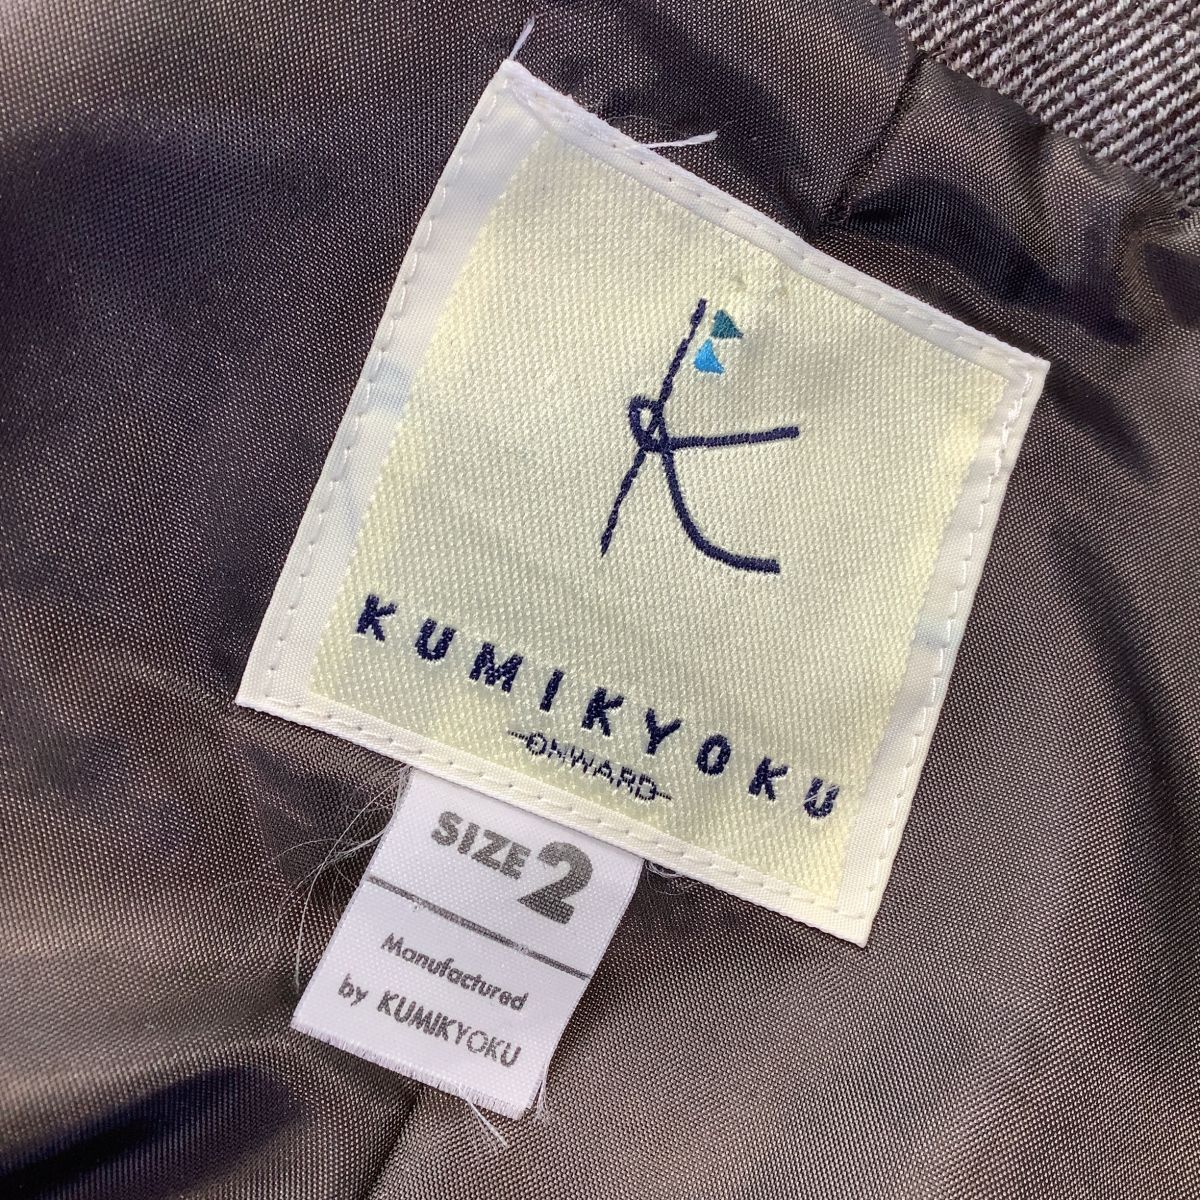 K
KUMIKYOKU
ONWARD
SIZE 2
Manufactured
by KUMIKYOKU